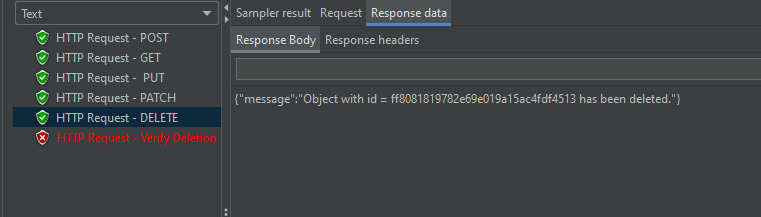 Text
HTTP Request - POST
HTTP Request - GET
HTTP Request -  PUT
HTTP Request - PATCH
HTTP Request - DELETE
HTTP Request - Verify Deletion
Sampler result Request Response data
Response Body Response headers
{"message":"Object with id = ff8081819782e69e019a15ac4fdf4513 has been deleted."}